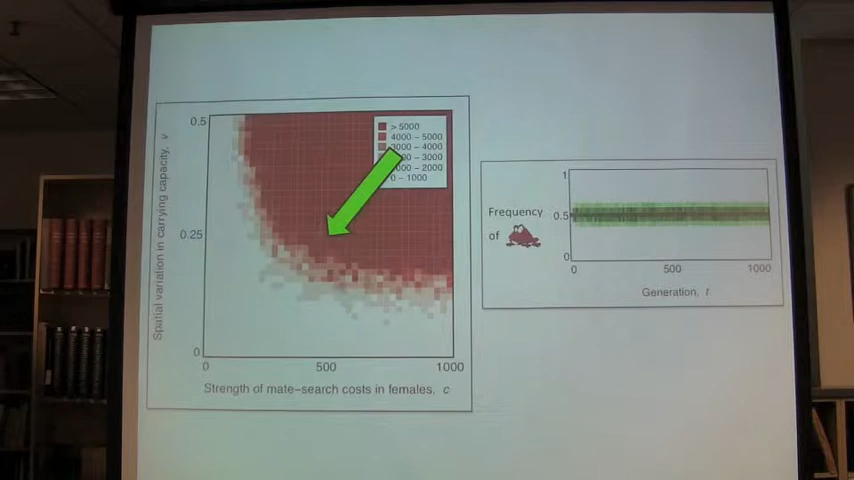 0.5
0.25
0
Spatial variation in carrying capacity, v
> 5000
4000 – 5000
3000 – 4000
– 3000
– 2000
0 – 1000
0
500
1000
Strength of mate–search costs in females, c
1
0.5
0
Frequency
of
0
500
1000
Generation, t